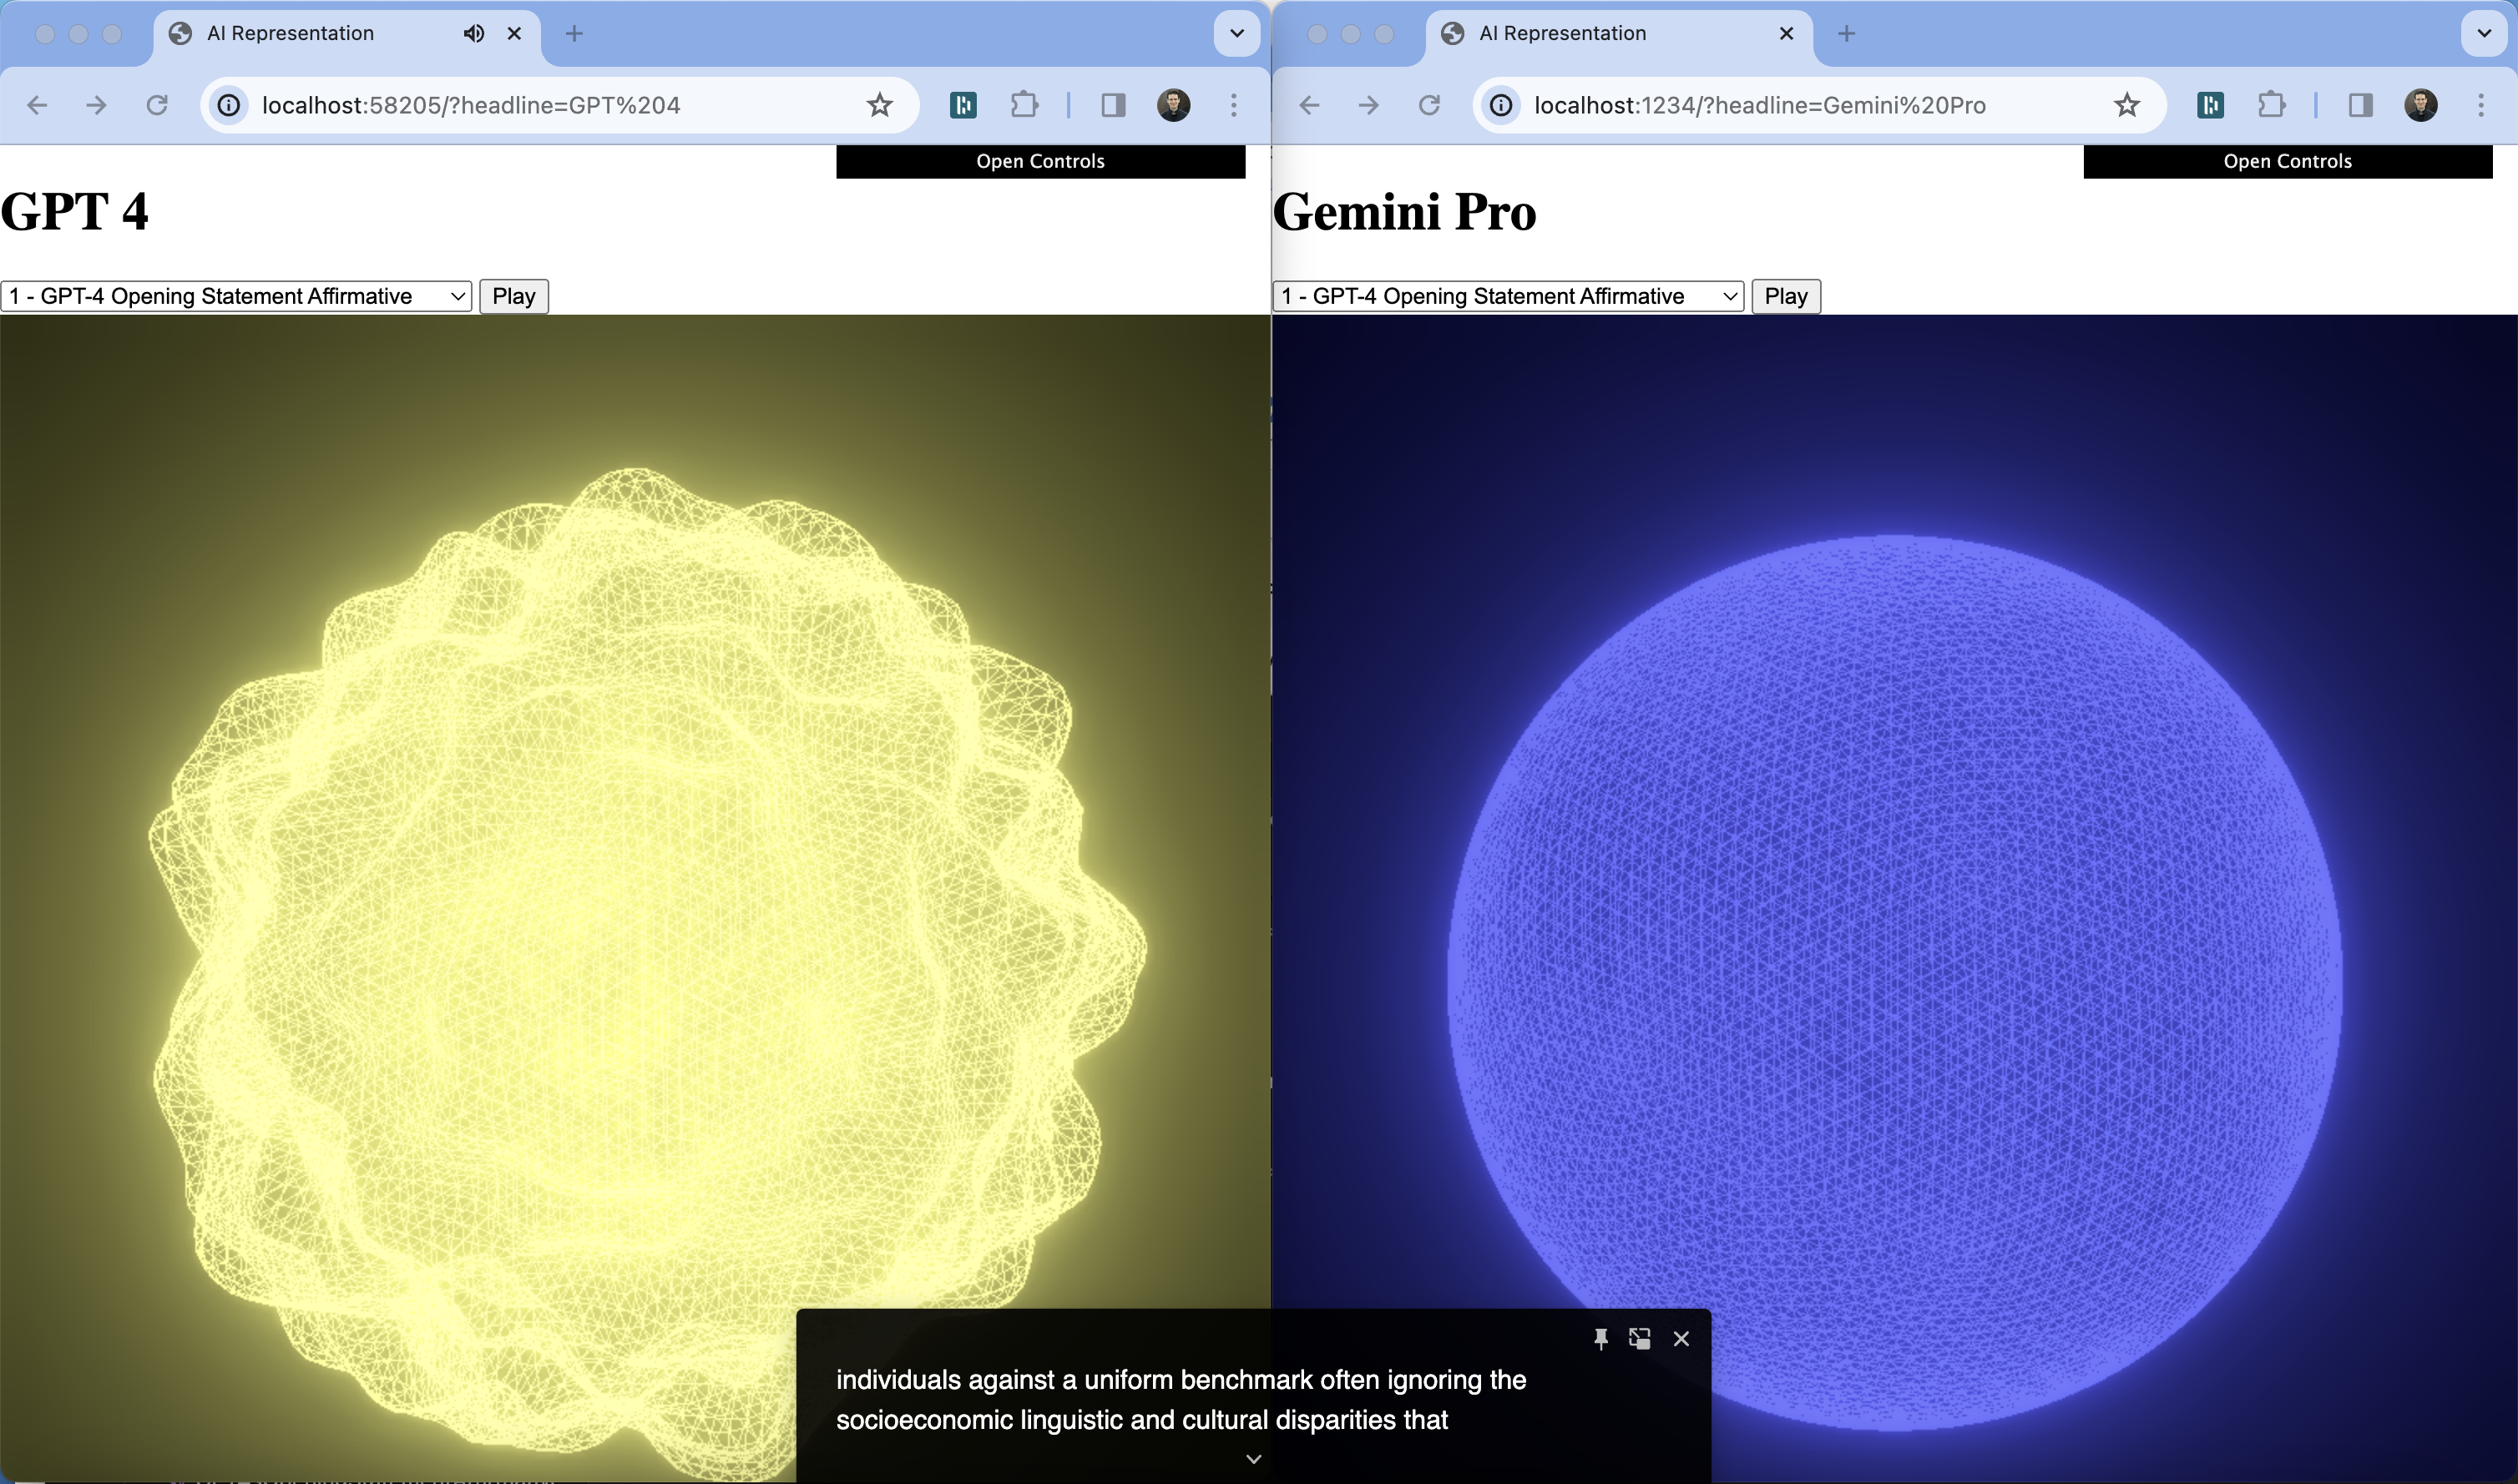 AI Representation
localhost:58205/?headline=GPT%204
Open Controls
GPT 4
1 - GPT-4 Opening Statement Affirmative
Play
AI Representation
localhost:1234/?headline=Gemini%20Pro
Open Controls
Gemini Pro
1 - GPT-4 Opening Statement Affirmative
Play
individuals against a uniform benchmark often ignoring the
socioeconomic linguistic and cultural disparities that